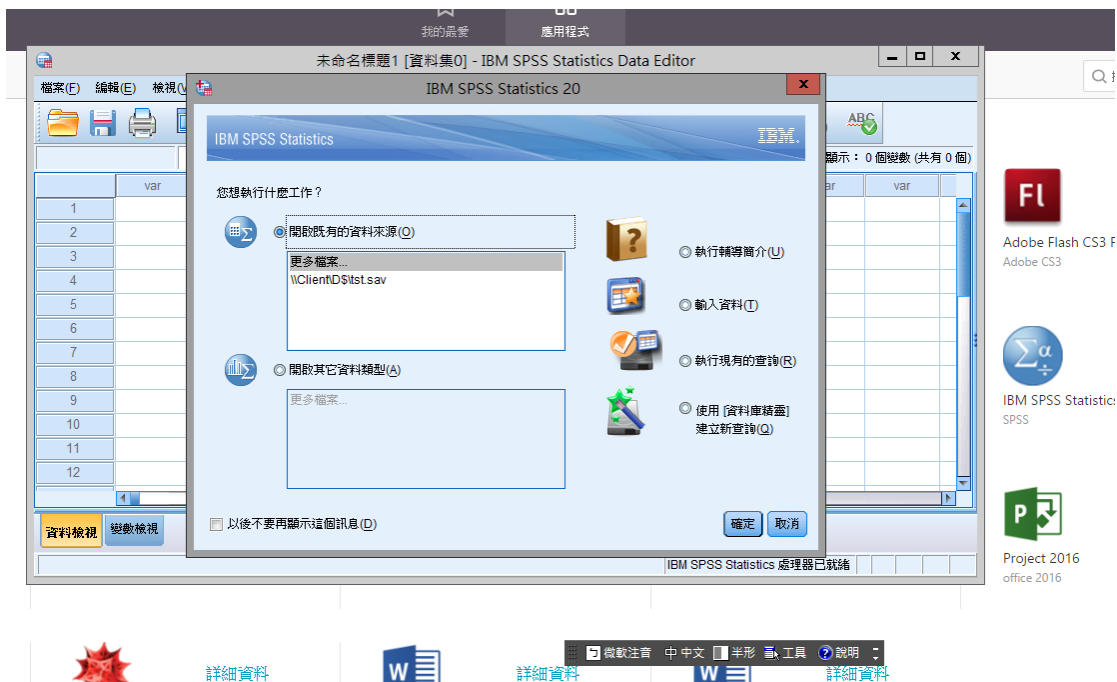 我的最愛
應用程式
未命名標題1 [資料集0] - IBM SPSS Statistics Data Editor
檔案(F) 編輯(E) 檢視(V
IBM SPSS Statistics 20
IBM SPSS Statistics
IBM.
ABC
顯示： 0 個變數 (共有 0 個)
var
var
1
2
3
4
5
6
7
8
9
10
11
12
您想執行什麼工作？
開啟既有的資料來源(O)
更多檔案...
\\Client\D$\tst.sav
開啟其它資料類型(A)
更多檔案...
執行輔導簡介(U)
輸入資料(T)
執行現有的查詢(R)
使用 [資料庫精靈]
建立新查詢(Q)
以後不要再顯示這個訊息(D)
確定
取消
資料檢視
變數檢視
IBM SPSS Statistics 處理器已就緒
FL
Adobe Flash CS3
Adobe CS3
Σα÷
IBM SPSS Statistics
SPSS
P
Project 2016
office 2016
微軟注音 中 中文 半形 工具 說明
詳細資料
W
詳細資料
W
詳細資料